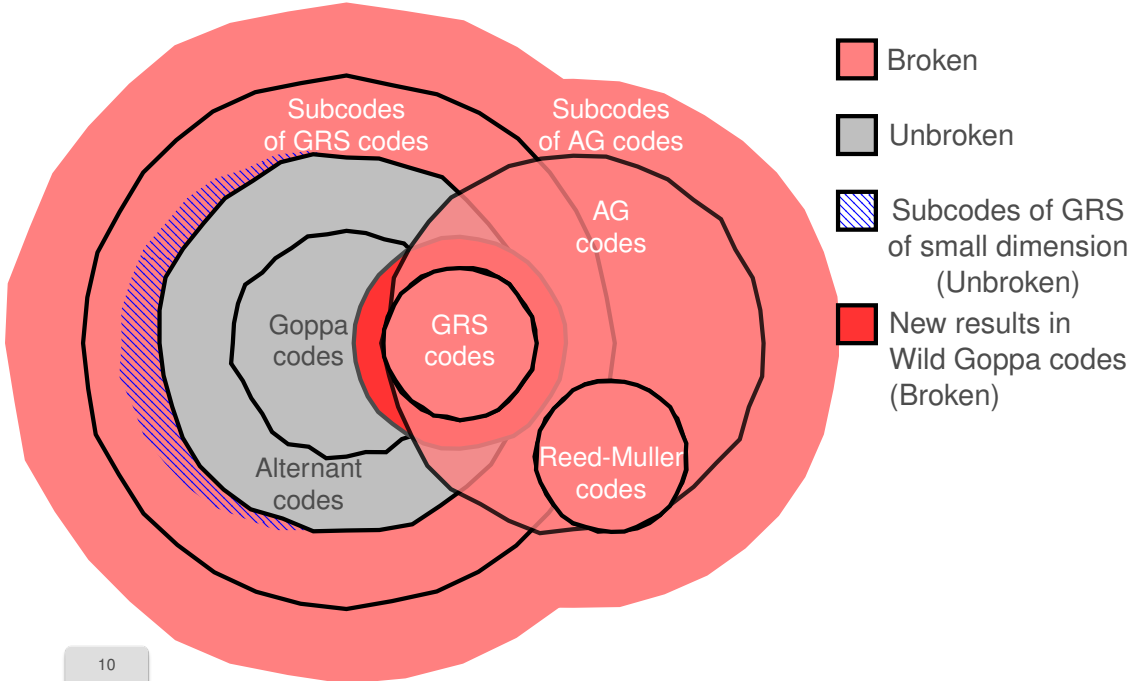 Subcodes
of GRS codes
Subcodes
of AG codes
AG
codes
Goppa
codes
GRS
codes
Alternant
codes
Reed-Muller
codes
Broken
Unbroken
Subcodes of GRS
of small dimension
(Unbroken)
New results in
Wild Goppa codes
(Broken)
10